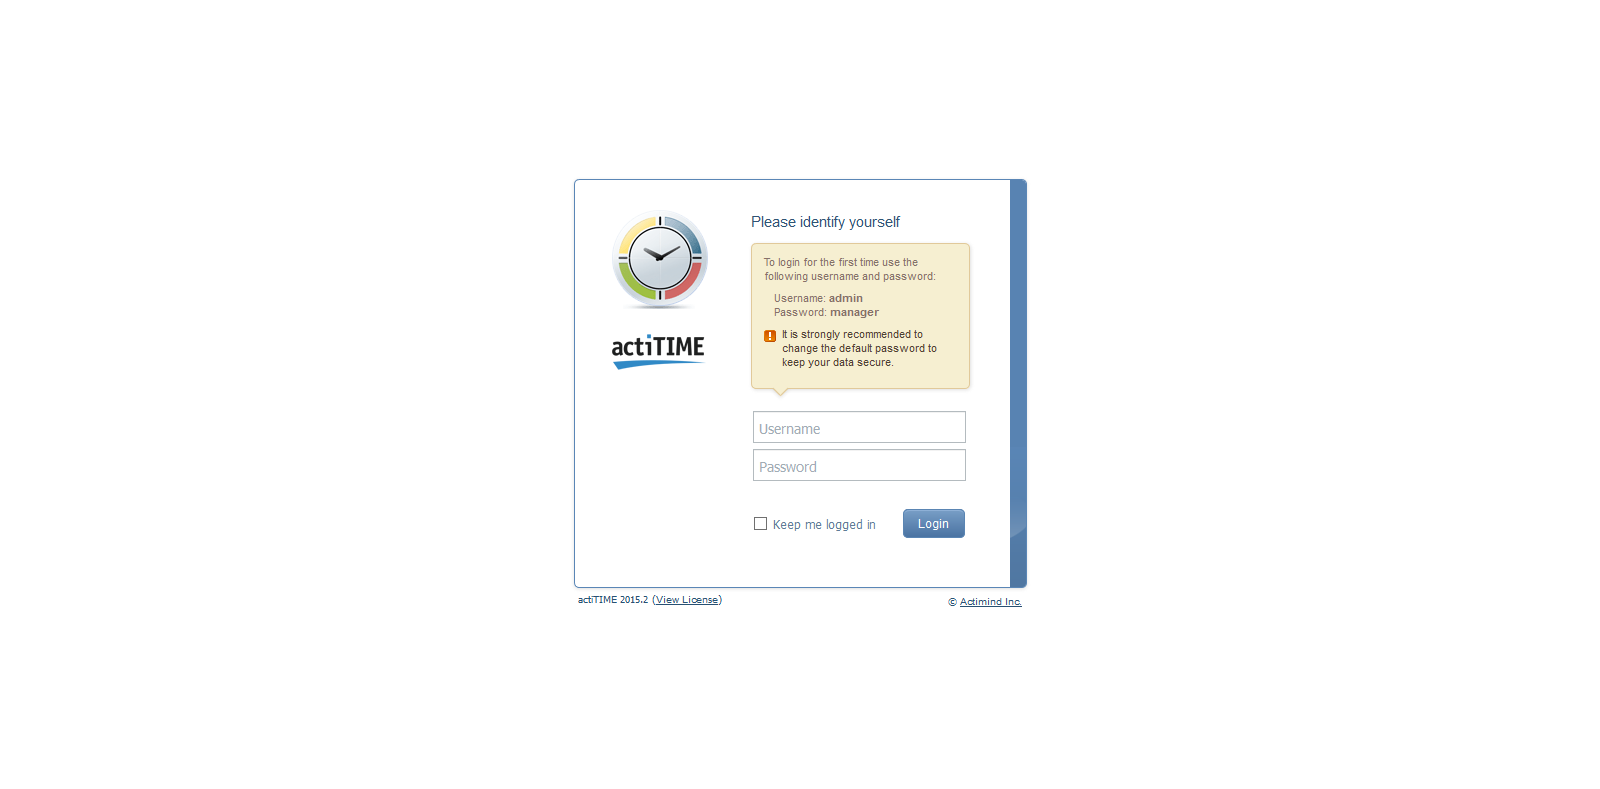 Please identify yourself
To login for the first time use the
following username and password:
Username: admin
Password: manager
! It is strongly recommended to
change the default password to
keep your data secure.
actiTIME
Username
Password
Keep me logged in
Login
actiTIME 2015.2 (View License)
© Actimind Inc.